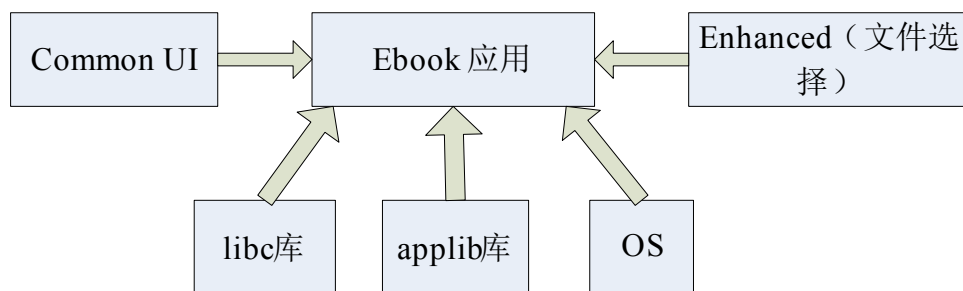 Common UI
Ebook 应用
Enhanced（文件选
择）
libc库
applib库
OS